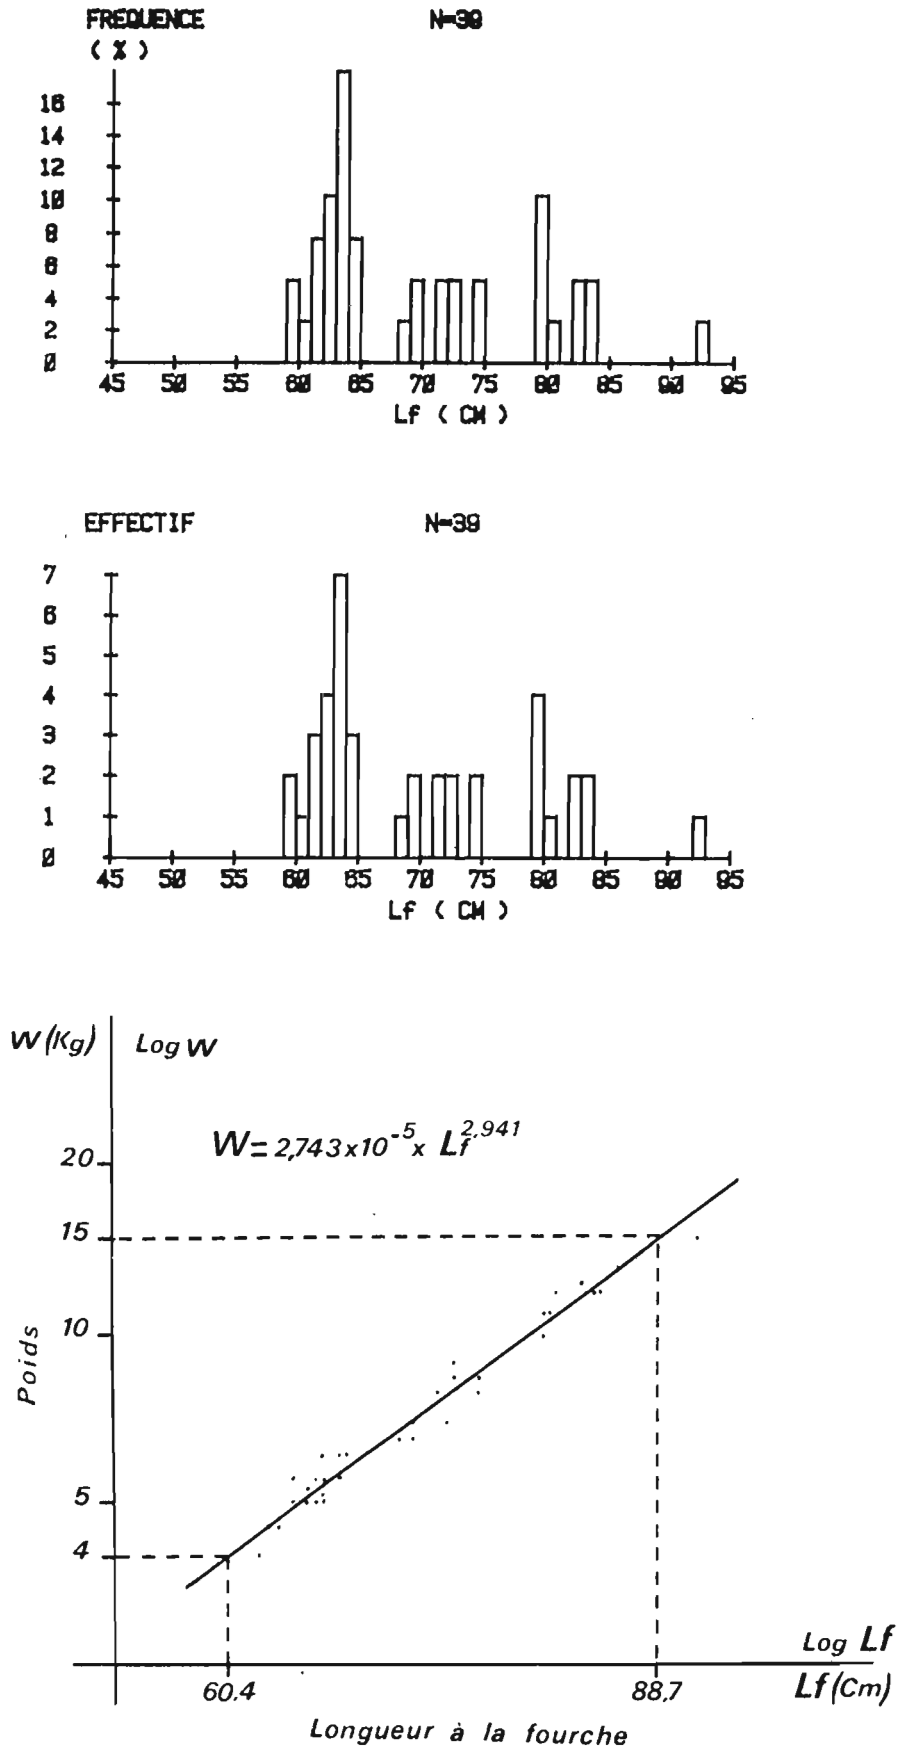 FREQUENCE N=39
( % )
16
14
12
10
8
6
4
2
0
45 50 55 60 65 70 75 80 85 90 95
Lf ( CM )
EFFECTIF N=39
7
6
5
4
3
2
1
0
45 50 55 60 65 70 75 80 85 90 95
Lf ( CM )
W (Kg) Log W
W = 2,743x10⁻⁵x Lf^2,941
20
15
10
5
4
Poids
Log Lf
60.4 88,7 Lf (Cm)
Longueur à la fourche